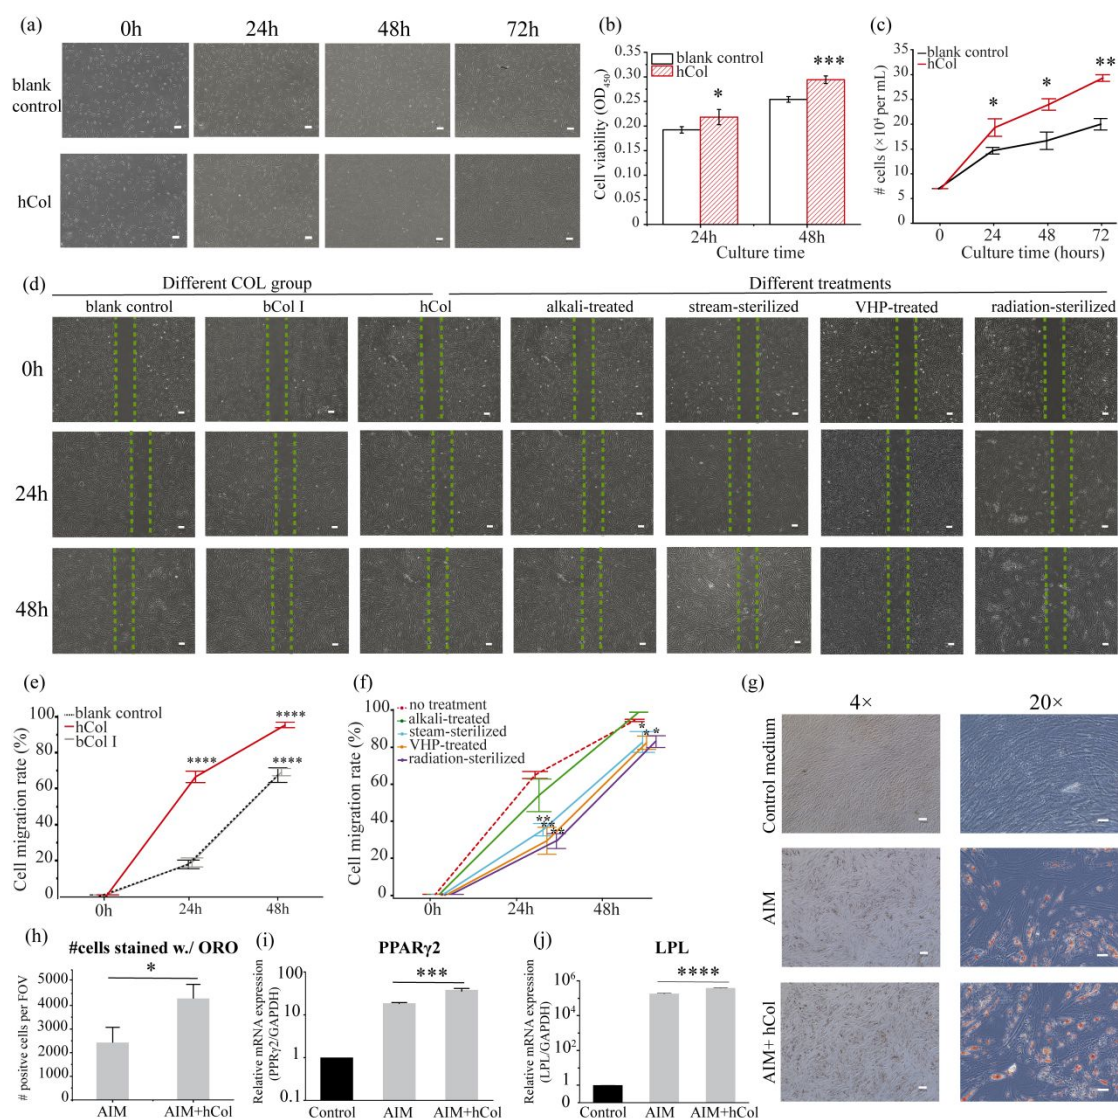 (a)
0h 24h 48h 72h
blank
control
hCol
(b)
blank control
hCol
Cell viability (OD450)
0.35
0.30
0.25
0.20
0.15
0.10
0.05
0
*
***
24h 48h
Culture time
(c)
blank control
hCol
# cells (×10⁴ per mL)
35
30
25
20
15
10
5
* * **
0 24 48 72
Culture time (hours)
(d)
Different COL group Different treatments
blank control bCol I hCol alkali-treated stream-sterilized VHP-treated radiation-sterilized
0h
24h
48h
(e)
blank control
hCol
bCol I
Cell migration rate (%)
100
80
60
40
20
0
**** ****
****
0h 24h 48h
(f)
no treatment
alkali-treated
steam-sterilized
VHP-treated
radiation-sterilized
Cell migration rate (%)
100
80
60
40
20
0
**
**
**
*
*
*
0h 24h 48h
(g)
4× 20×
Control medium
AIM
AIM+ hCol
(h)
#cells stained w./ ORO
# positve cells per FOV
5000
4000
3000
2000
1000
0
*
AIM AIM+hCol
(i)
PPARγ2
Relative mRNA expression
(PPRγ2/GAPDH)
100
10
1
0.1
***
Control AIM AIM+hCol
(j)
LPL
Relative mRNA expression
(LPL/GAPDH)
10⁶
10⁵
10
1
0
****
Control AIM AIM+hCol